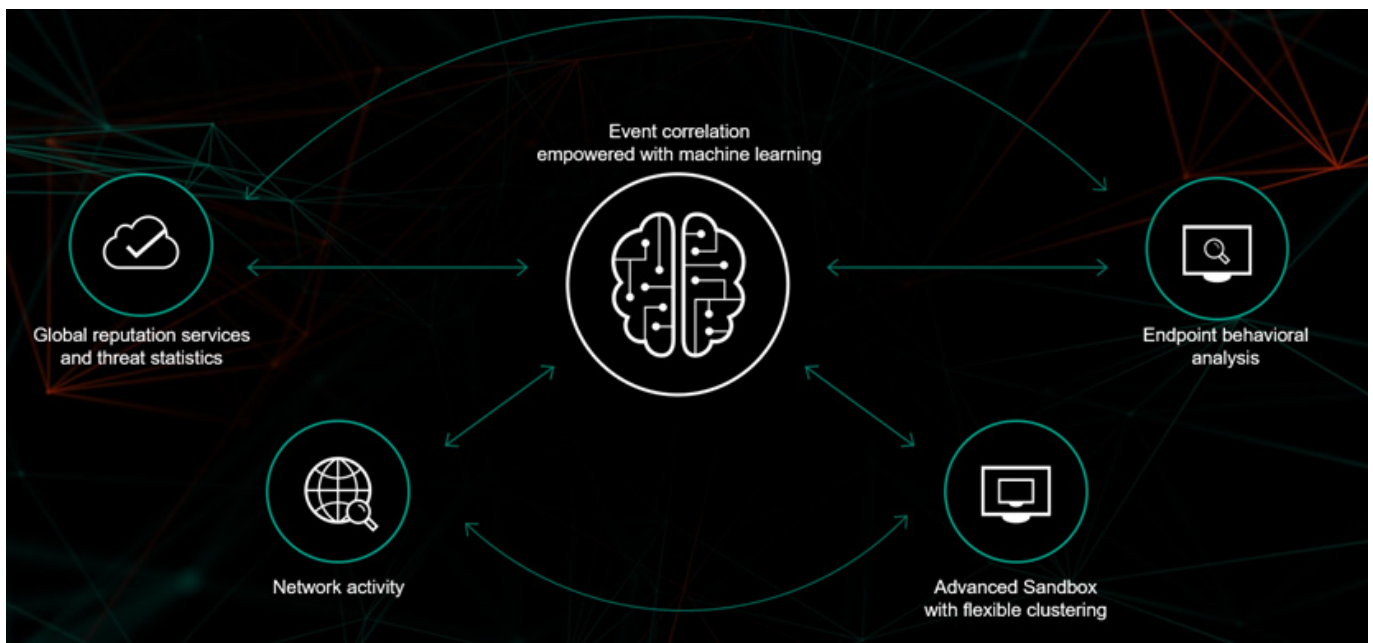 Event correlation
empowered with machine learning
Global reputation services
and threat statistics
Endpoint behavioral
analysis
Network activity
Advanced Sandbox
with flexible clustering